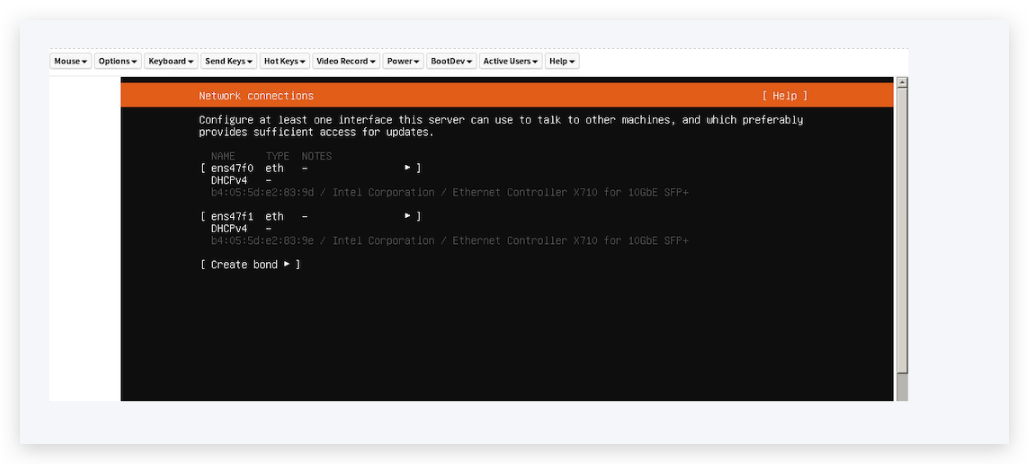 Mouse Options Keyboard Send Keys Hot Keys Video Record Power BootDev Active Users Help
Network connections [ Help ]
Configure at least one interface this server can use to talk to other machines, and which preferably
provides sufficient access for updates.
NAME TYPE NOTES
[ ens47f0 eth - ▸ ]
DHCPv4 -
b4:05:5d:e2:83:9d / Intel Corporation / Ethernet Controller X710 for 10GbE SFP+
[ ens47f1 eth - ▸ ]
DHCPv4 -
b4:05:5d:e2:83:9e / Intel Corporation / Ethernet Controller X710 for 10GbE SFP+
[ Create bond ▸ ]